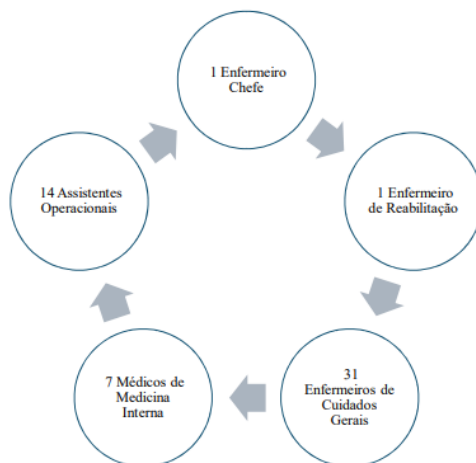 1 Enfermeiro
Chefe
1 Enfermeiro
de Reabilitação
31
Enfermeiros de
Cuidados
Gerais
7 Médicos de
Medicina
Interna
14 Assistentes
Operacionais